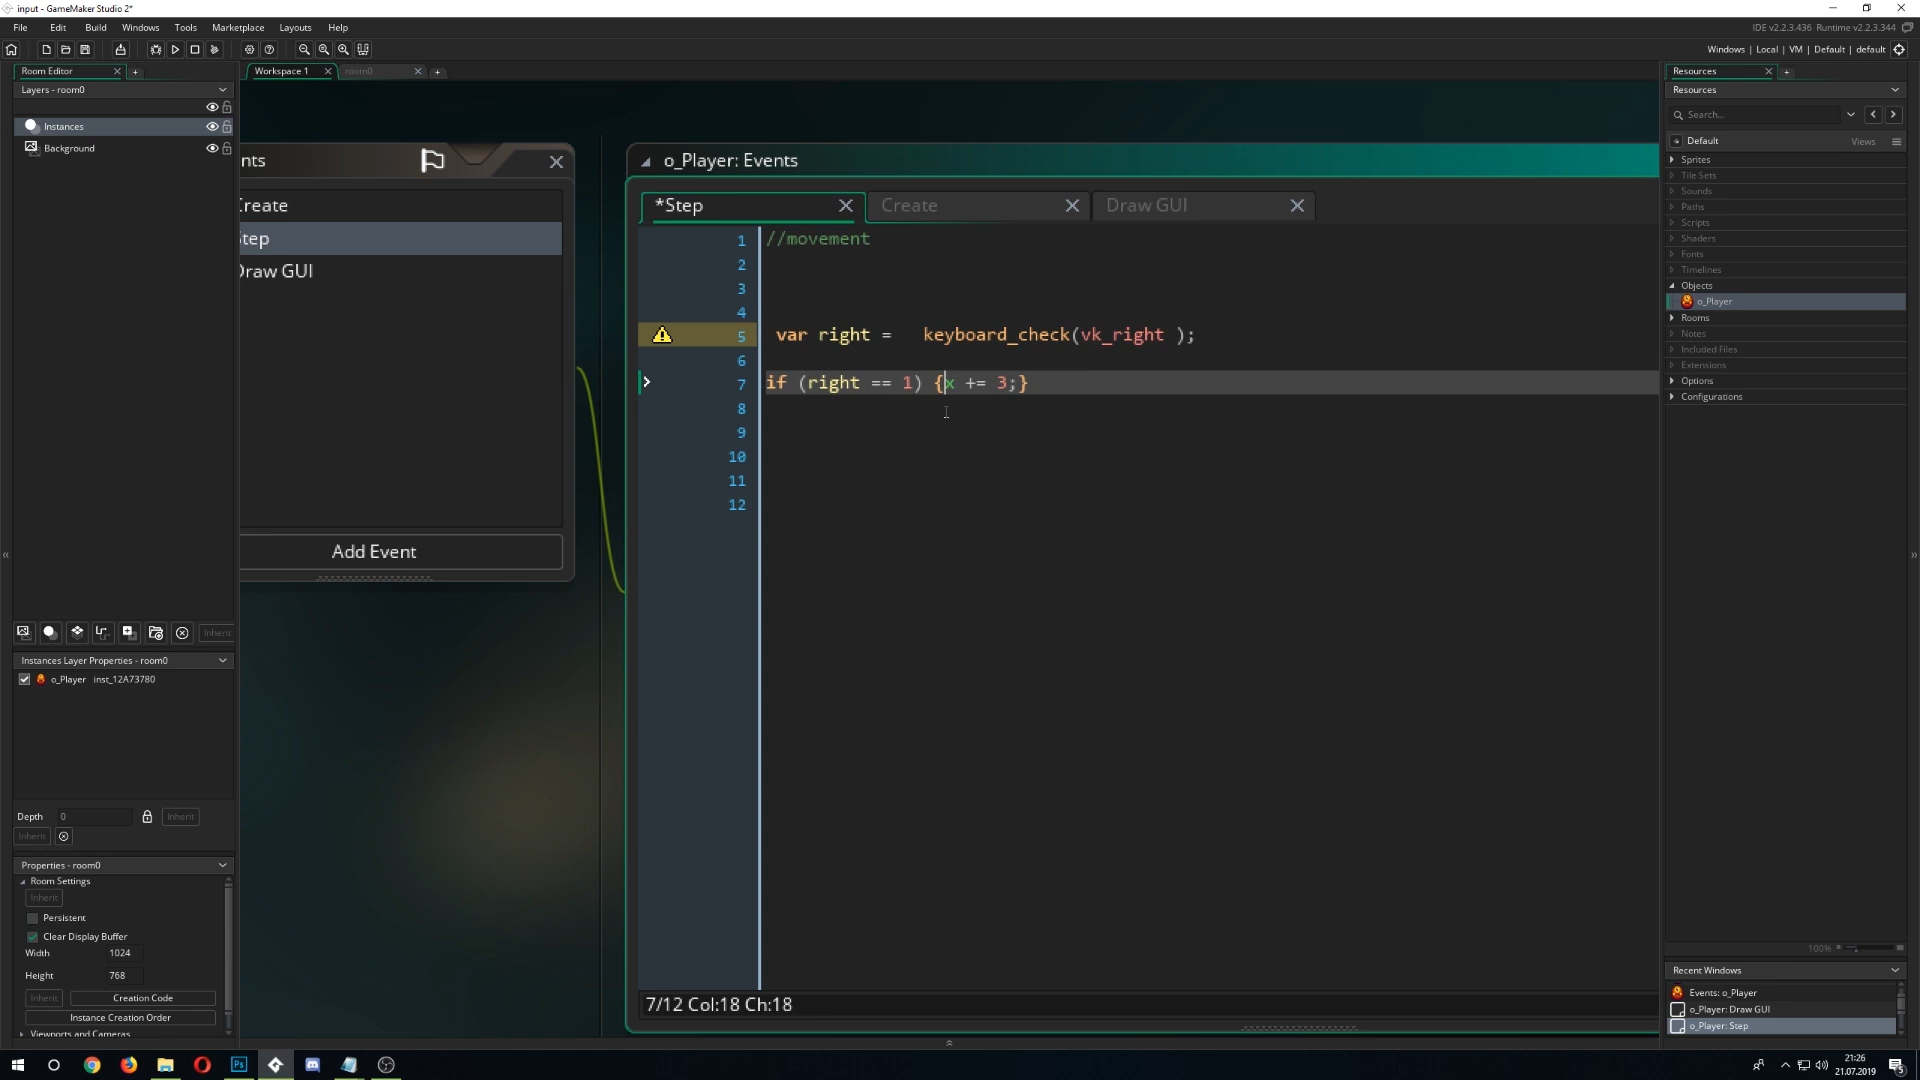 input - GameMaker Studio 2*
File Edit Build Windows Tools Marketplace Layouts Help
IDE v2.2.3.436 Runtime v2.2.3.344
Windows | Local | VM | Default | default
Room Editor
Layers - room0
Instances
Background
Inherit
Instances Layer Properties - room0
o_Player inst_12A73780
Depth 0 Inherit
Inherit
Properties - room0
Room Settings
Inherit
Persistent
Clear Display Buffer
Width 1024
Height 768
Inherit Creation Code
Instance Creation Order
Viewports and Cameras
Workspace 1 room0
nts
Create
Step
Draw GUI
Add Event
o_Player: Events
*Step Create Draw GUI
1 //movement
2
3
4
5 var right = keyboard_check(vk_right );
6
7 if (right == 1) {x += 3;}
8
9
10
11
12
7/12 Col:18 Ch:18
Resources
Resources
Search...
Default Views
Sprites
Tile Sets
Sounds
Paths
Scripts
Shaders
Fonts
Timelines
Objects
o_Player
Rooms
Notes
Included Files
Extensions
Options
Configurations
100%
Recent Windows
Events: o_Player
o_Player: Draw GUI
o_Player: Step
Ps
21:26
21.07.2019
5